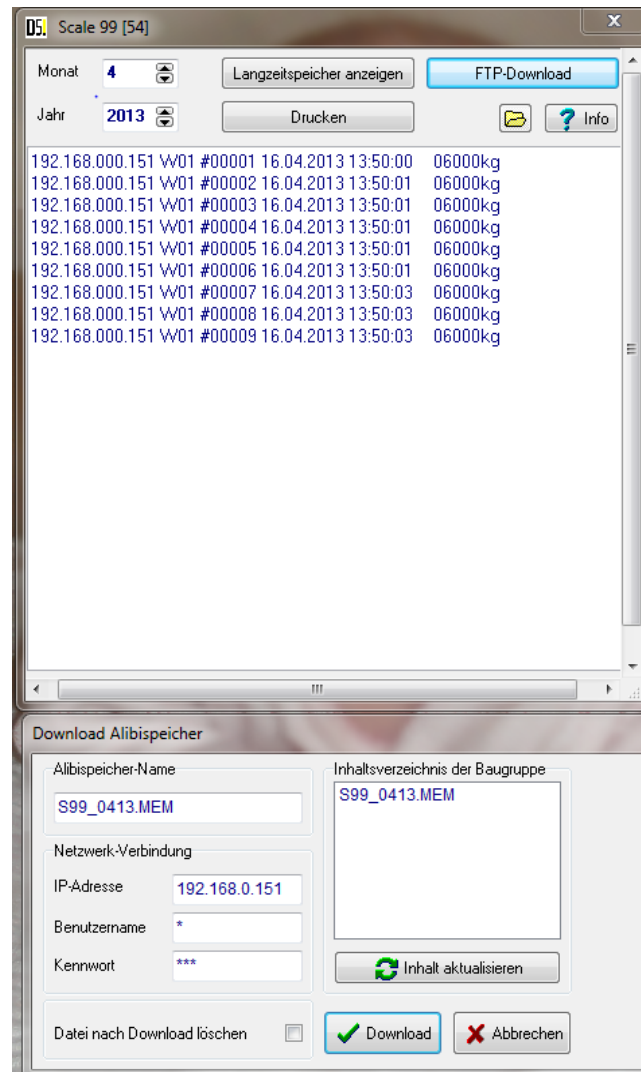 D5. Scale 99 [54]
Monat 4 Langzeitspeicher anzeigen FTP-Download
Jahr 2013 Drucken ? Info
192.168.000.151 W01 #00001 16.04.2013 13:50:00 06000kg
192.168.000.151 W01 #00002 16.04.2013 13:50:01 06000kg
192.168.000.151 W01 #00003 16.04.2013 13:50:01 06000kg
192.168.000.151 W01 #00004 16.04.2013 13:50:01 06000kg
192.168.000.151 W01 #00005 16.04.2013 13:50:01 06000kg
192.168.000.151 W01 #00006 16.04.2013 13:50:01 06000kg
192.168.000.151 W01 #00007 16.04.2013 13:50:03 06000kg
192.168.000.151 W01 #00008 16.04.2013 13:50:03 06000kg
192.168.000.151 W01 #00009 16.04.2013 13:50:03 06000kg
Download Alibispeicher
Alibispeicher-Name
S99_0413.MEM
Netzwerk-Verbindung
IP-Adresse 192.168.0.151
Benutzername *
Kennwort ***
Datei nach Download löschen
Inhaltsverzeichnis der Baugruppe
S99_0413.MEM
Inhalt aktualisieren
Download Abbrechen